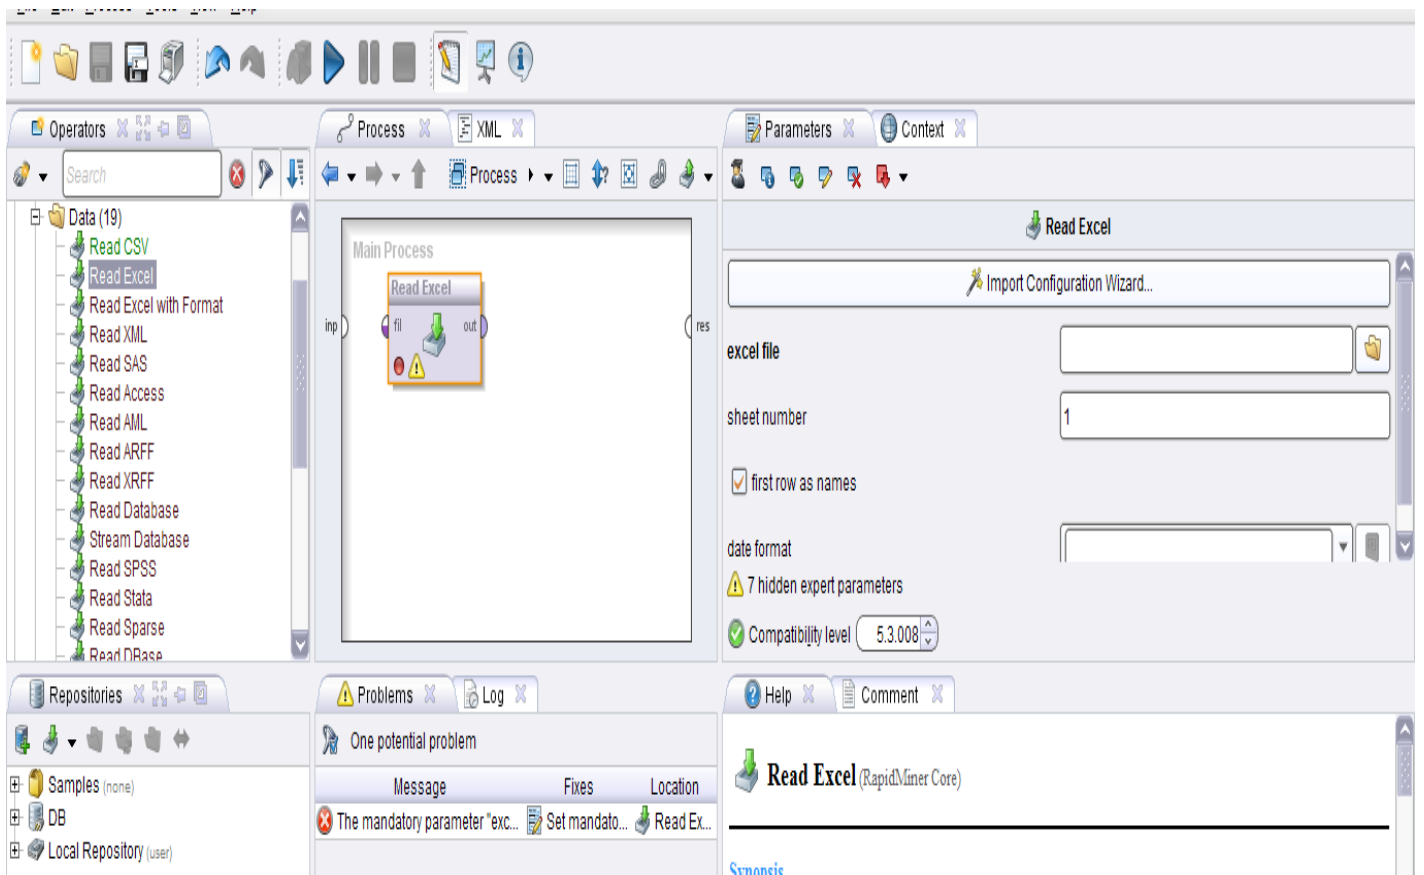 Operators
Search
Data (19)
Read CSV
Read Excel
Read Excel with Format
Read XML
Read SAS
Read Access
Read AML
Read ARFF
Read XRFF
Read Database
Stream Database
Read SPSS
Read Stata
Read Sparse
Read DBase
Process XML
Process
Main Process
Read Excel
inp fil out res
Parameters Context
Read Excel
Import Configuration Wizard...
excel file
sheet number 1
first row as names
date format
7 hidden expert parameters
Compatibility level 5.3.008
Repositories
Samples (none)
DB
Local Repository (user)
Problems Log
One potential problem
Message Fixes Location
The mandatory parameter "exc... Set mandato... Read Ex...
Help Comment
Read Excel (RapidMiner Core)
Synopsis